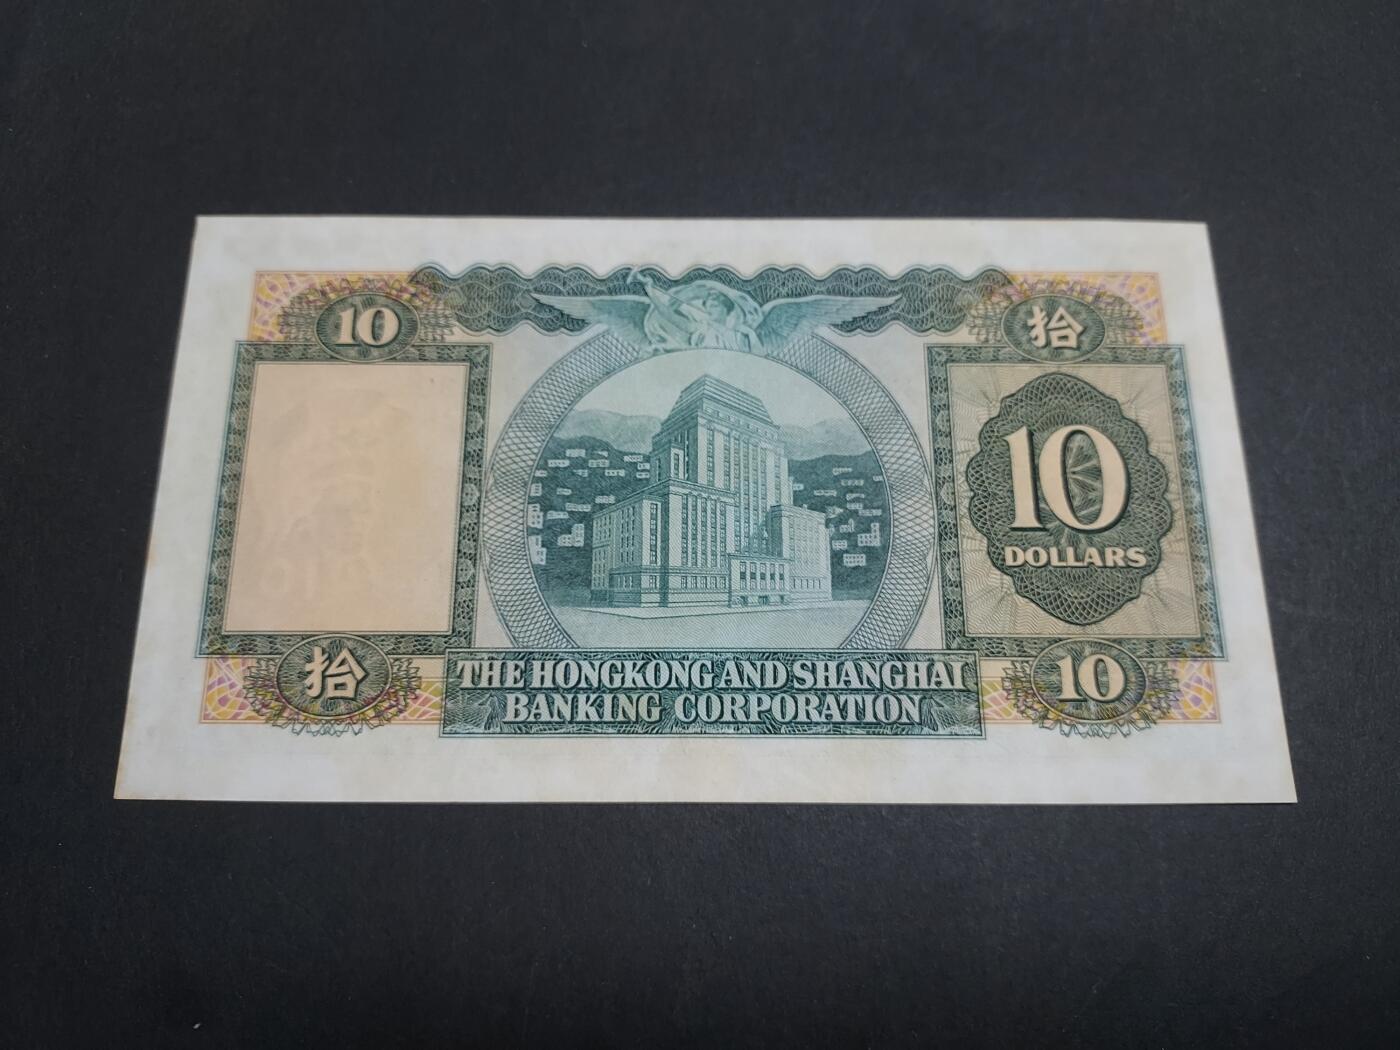 10
拾
10
DOLLARS
拾
THE HONGKONG AND SHANGHAI
BANKING CORPORATION
10